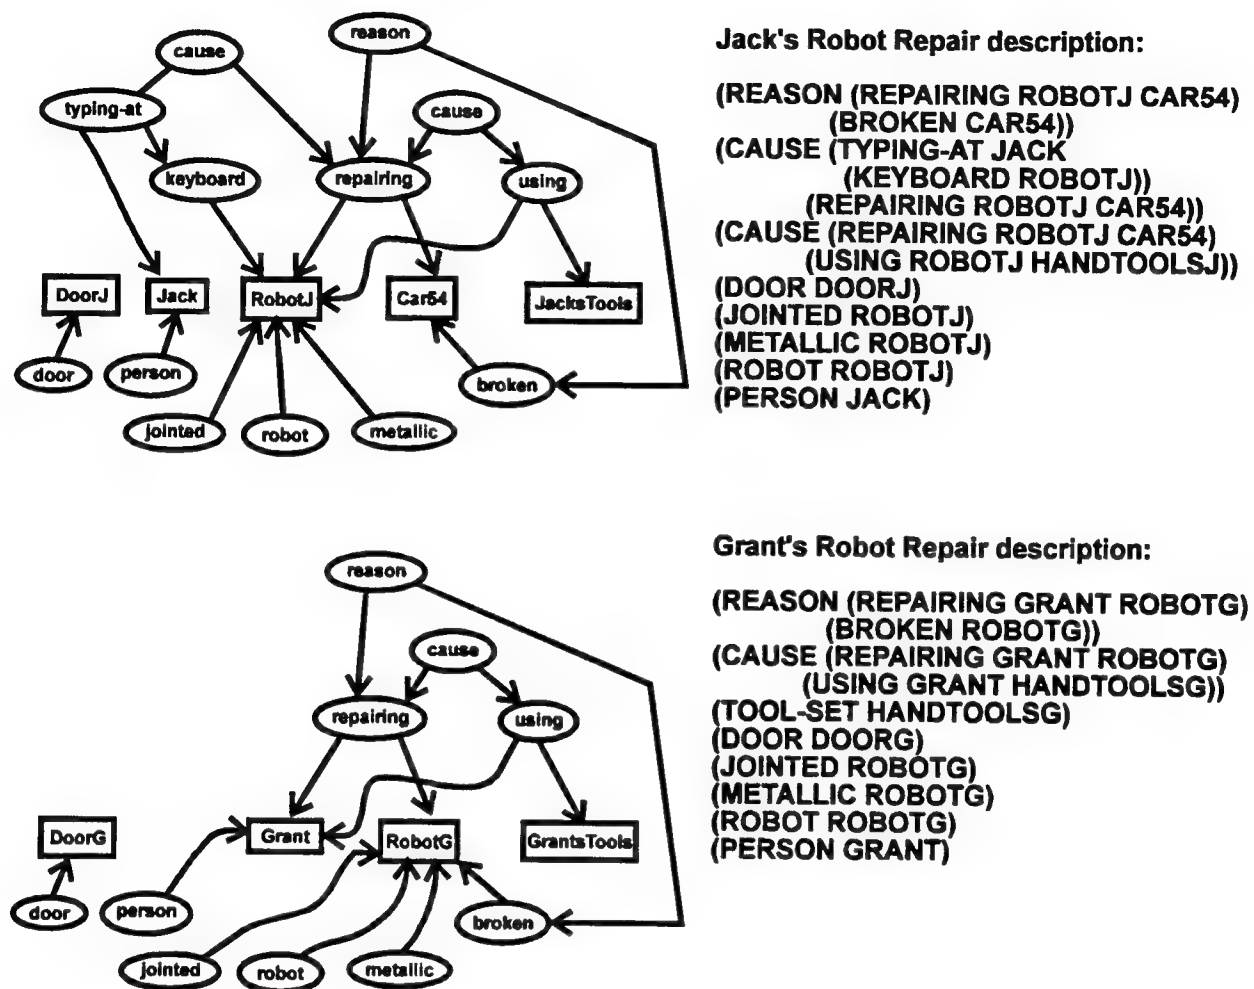 cause
reason
typing-at
cause
keyboard
repairing
using
DoorJ
Jack
RobotJ
Car54
JacksTools
door
person
broken
jointed
robot
metallic
Jack's Robot Repair description:
(REASON (REPAIRING ROBOTJ CAR54)
(BROKEN CAR54))
(CAUSE (TYPING-AT JACK
(KEYBOARD ROBOTJ))
(REPAIRING ROBOTJ CAR54))
(CAUSE (REPAIRING ROBOTJ CAR54)
(USING ROBOTJ HANDTOOLSJ))
(DOOR DOORJ)
(JOINTED ROBOTJ)
(METALLIC ROBOTJ)
(ROBOT ROBOTJ)
(PERSON JACK)
reason
cause
repairing
using
DoorG
Grant
RobotG
GrantsTools
door
person
broken
jointed
robot
metallic
Grant's Robot Repair description:
(REASON (REPAIRING GRANT ROBOTG)
(BROKEN ROBOTG))
(CAUSE (REPAIRING GRANT ROBOTG)
(USING GRANT HANDTOOLSG))
(TOOL-SET HANDTOOLSG)
(DOOR DOORG)
(JOINTED ROBOTG)
(METALLIC ROBOTG)
(ROBOT ROBOTG)
(PERSON GRANT)